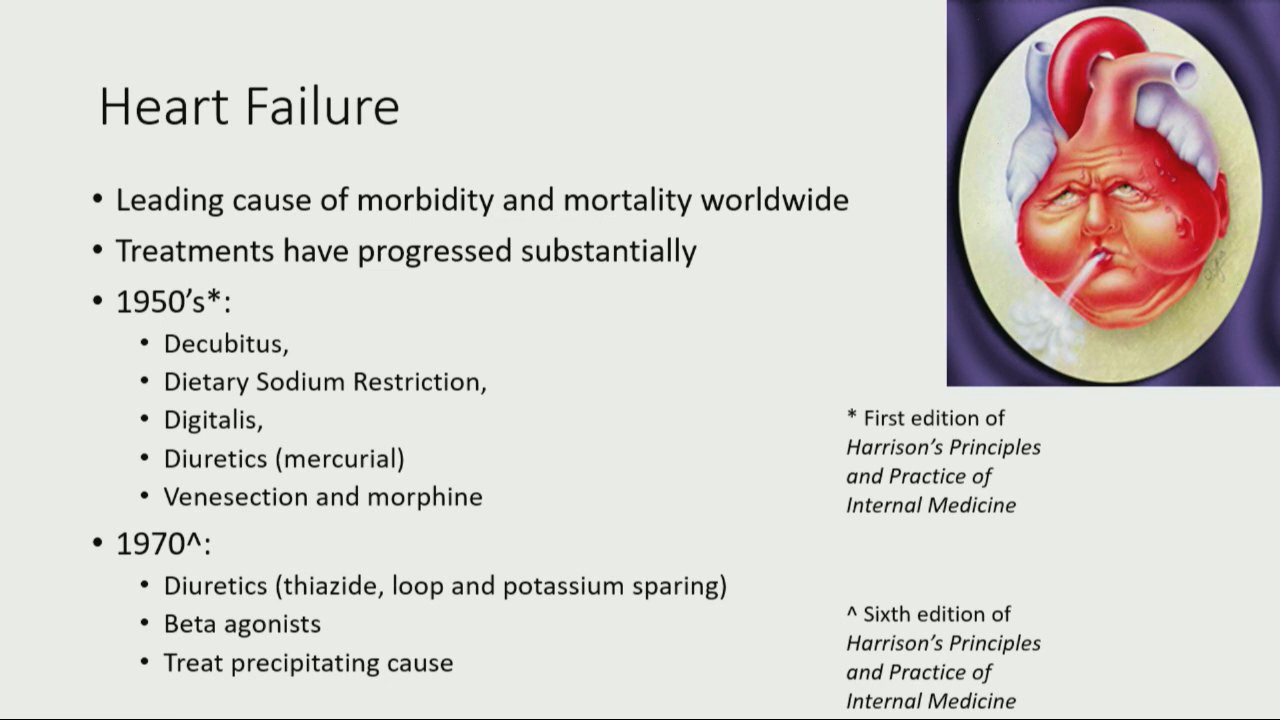 Heart Failure
• Leading cause of morbidity and mortality worldwide
• Treatments have progressed substantially
• 1950's*:
• Decubitus,
• Dietary Sodium Restriction,
• Digitalis,
• Diuretics (mercurial)
• Venesection and morphine
• 1970^:
• Diuretics (thiazide, loop and potassium sparing)
• Beta agonists
• Treat precipitating cause
* First edition of
Harrison's Principles
and Practice of
Internal Medicine
^ Sixth edition of
Harrison's Principles
and Practice of
Internal Medicine